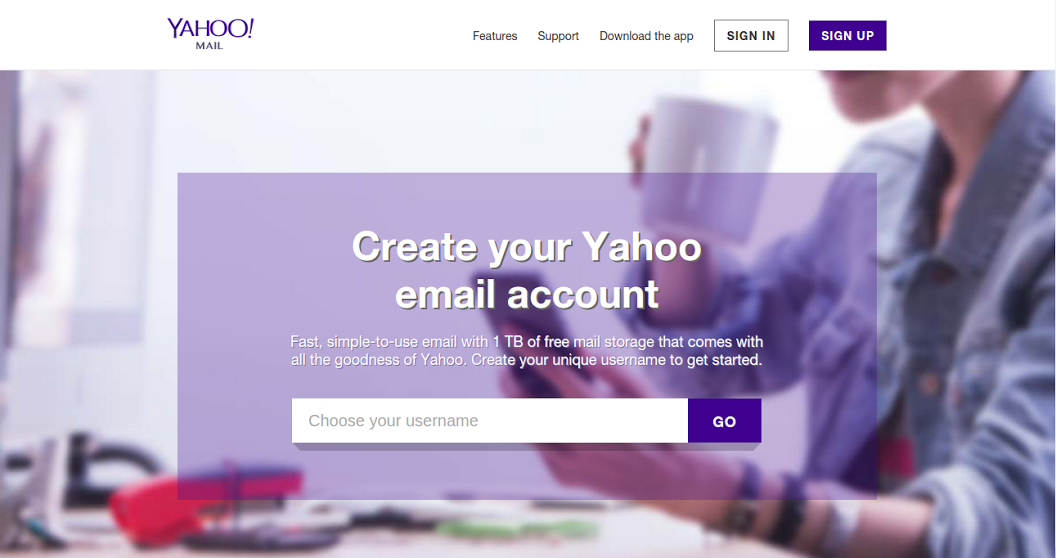 YAHOO!
MAIL
Features
Support
Download the app
SIGN IN
SIGN UP
Create your Yahoo
email account
Fast, simple-to-use email with 1 TB of free mail storage that comes with
all the goodness of Yahoo. Create your unique username to get started.
Choose your username
GO